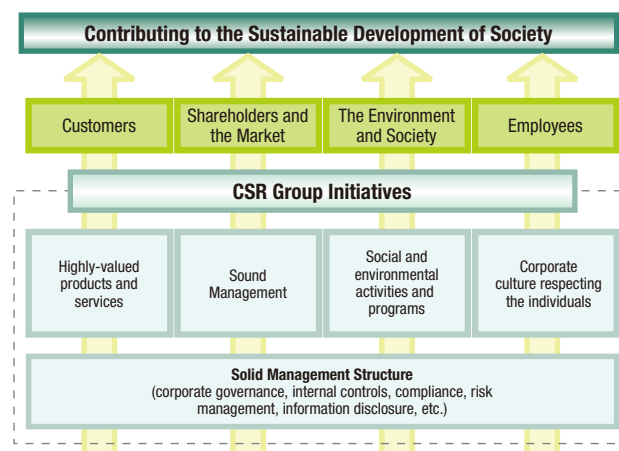 Contributing to the Sustainable Development of Society
Customers
Shareholders and
the Market
The Environment
and Society
Employees
CSR Group Initiatives
Highly-valued
products and
services
Sound
Management
Social and
environmental
activities and
programs
Corporate
culture respecting
the individuals
Solid Management Structure
(corporate governance, internal controls, compliance, risk
management, information disclosure, etc.)